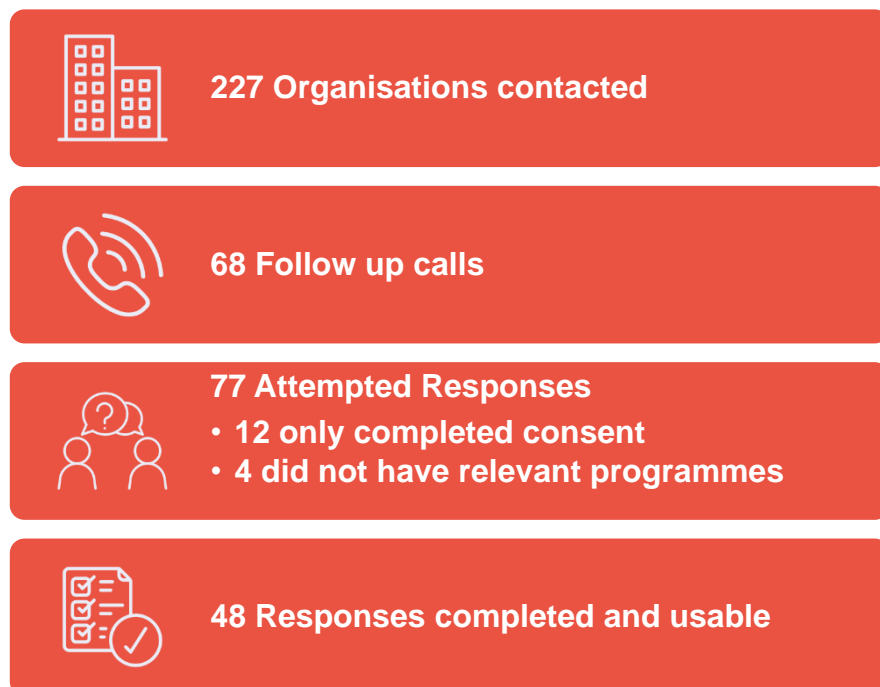 227 Organisations contacted
68 Follow up calls
77 Attempted Responses
• 12 only completed consent
• 4 did not have relevant programmes
48 Responses completed and usable